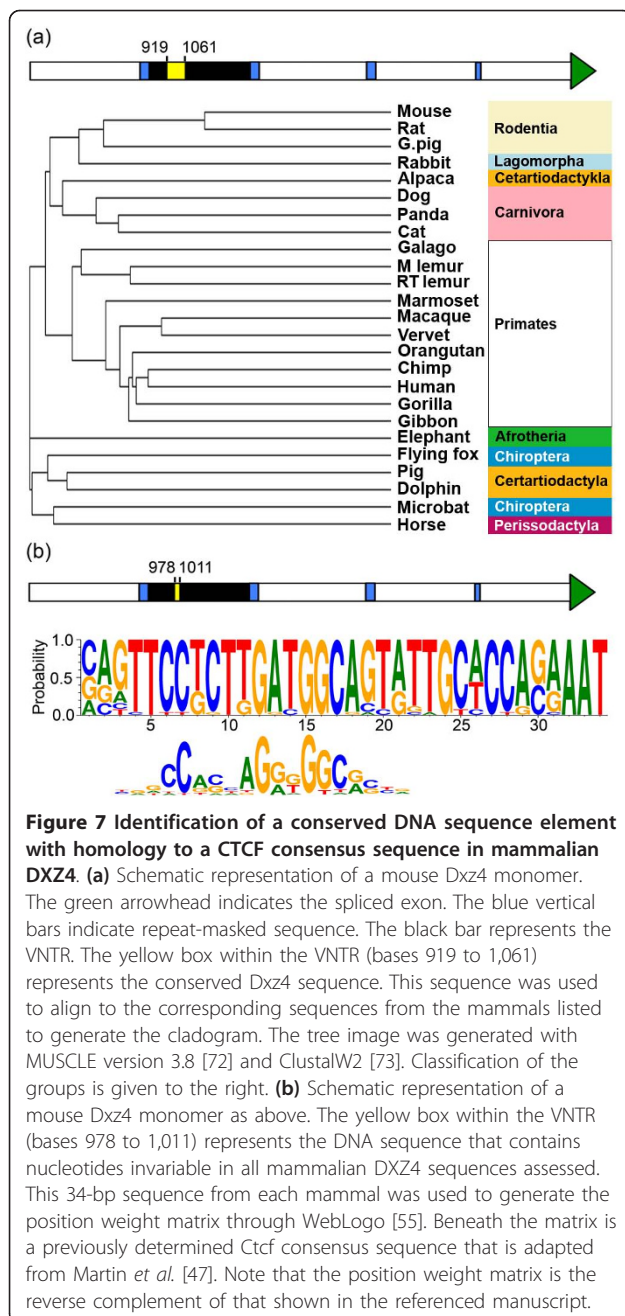 (a)
919 1061
Mouse
Rat
Rodentia
G.pig
Rabbit
Lagomorpha
Alpaca
Cetartiodactykla
Dog
Panda
Carnivora
Cat
Galago
M lemur
RT lemur
Marmoset
Macaque
Primates
Vervet
Orangutan
Chimp
Human
Gorilla
Gibbon
Elephant
Afrotheria
Flying fox
Chiroptera
Pig
Certartiodactyla
Dolphin
Microbat
Chiroptera
Horse
Perissodactyla
(b)
978 1011
Probability
1.0
0.5
0.0
CAGTTCCTCTTGATGGCAGTATTGCACCAGAAAT
5 10 15 20 25 30
Figure 7 Identification of a conserved DNA sequence element
with homology to a CTCF consensus sequence in mammalian
DXZ4. (a) Schematic representation of a mouse Dxz4 monomer.
The green arrowhead indicates the spliced exon. The blue vertical
bars indicate repeat-masked sequence. The black bar represents the
VNTR. The yellow box within the VNTR (bases 919 to 1,061)
represents the conserved Dxz4 sequence. This sequence was used
to align to the corresponding sequences from the mammals listed
to generate the cladogram. The tree image was generated with
MUSCLE version 3.8 [72] and ClustalW2 [73]. Classification of the
groups is given to the right. (b) Schematic representation of a
mouse Dxz4 monomer as above. The yellow box within the VNTR
(bases 978 to 1,011) represents the DNA sequence that contains
nucleotides invariable in all mammalian DXZ4 sequences assessed.
This 34-bp sequence from each mammal was used to generate the
position weight matrix through WebLogo [55]. Beneath the matrix is
a previously determined Ctcf consensus sequence that is adapted
from Martin et al. [47]. Note that the position weight matrix is the
reverse complement of that shown in the referenced manuscript.